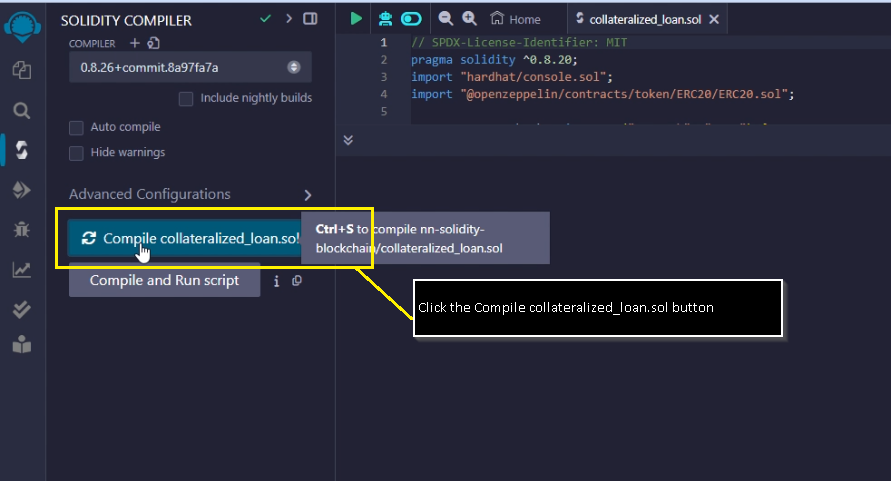 SOLIDITY COMPILER
COMPILER
0.8.26+commit.8a97fa7a
Include nightly builds
Auto compile
Hide warnings
Advanced Configurations
Compile collateralized_loan.sol
Compile and Run script
Ctrl+S to compile nn-solidity-
blockchain/collateralized_loan.sol
Home
collateralized_loan.sol
1 // SPDX-License-Identifier: MIT
2 pragma solidity ^0.8.20;
3 import "hardhat/console.sol";
4 import "@openzeppelin/contracts/token/ERC20/ERC20.sol";
5
Click the Compile collateralized_loan.sol button